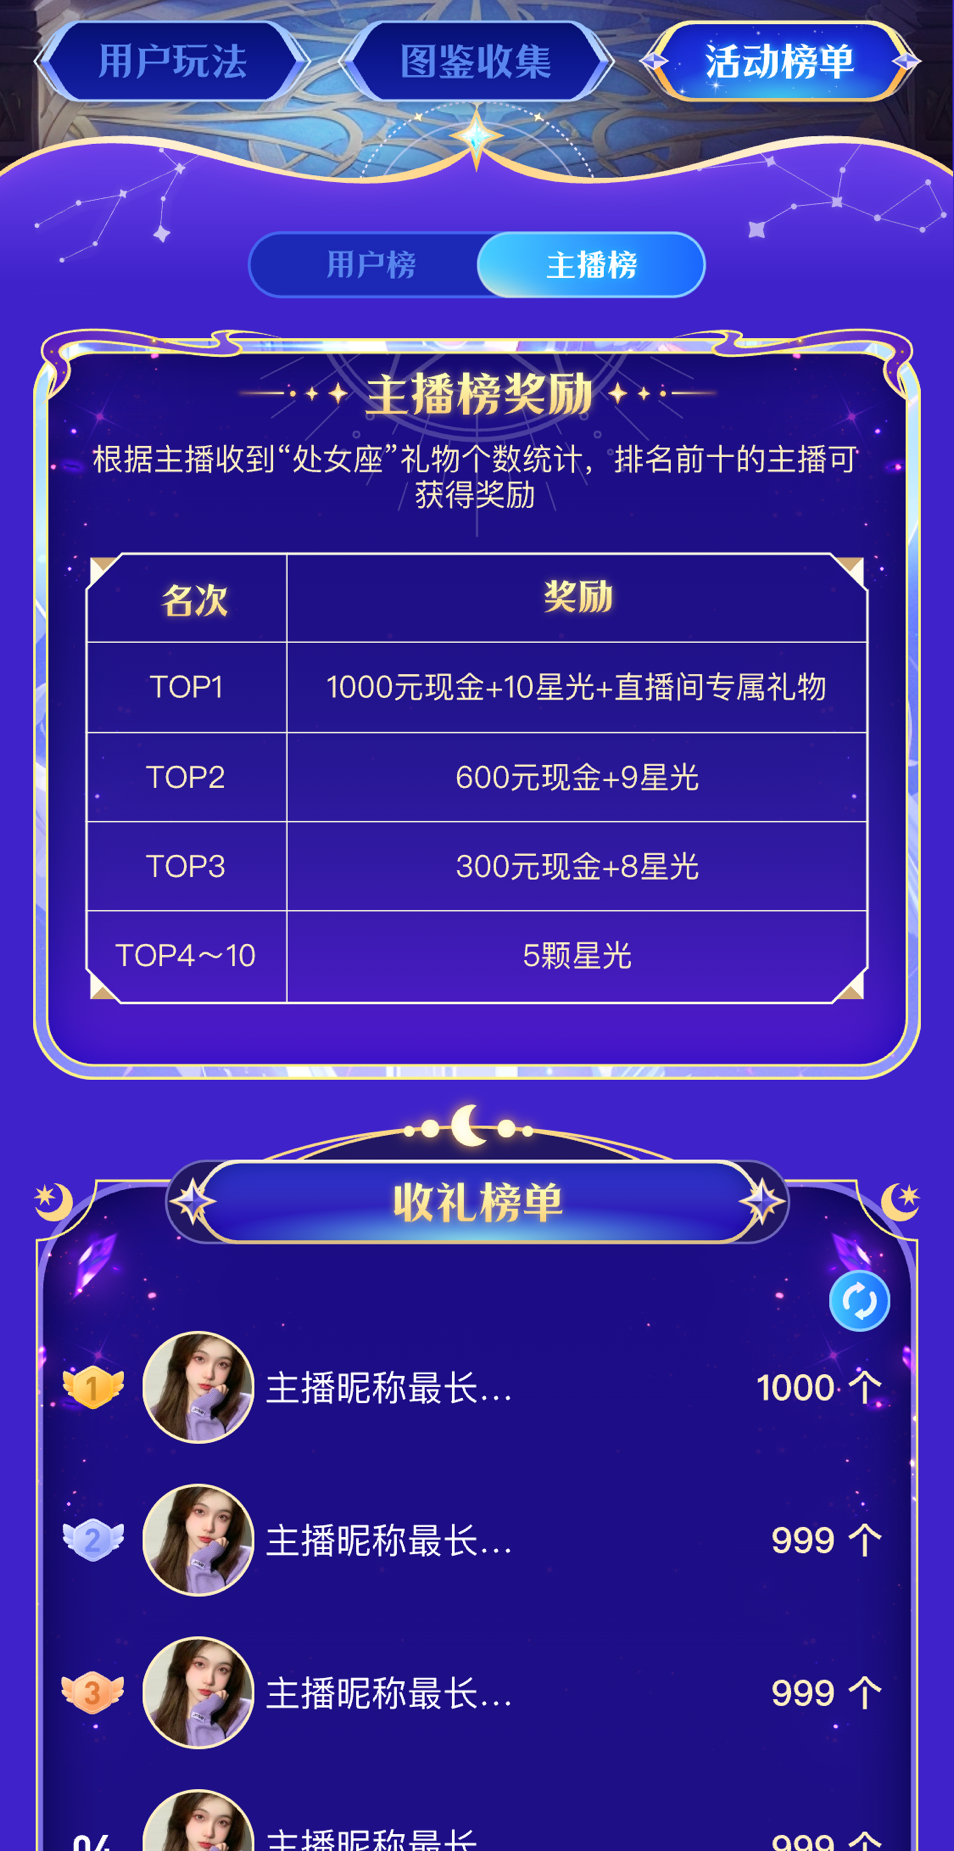 用户玩法 图鉴收集 活动榜单
用户榜 主播榜
主播榜奖励
根据主播收到“处女座”礼物个数统计，排名前十的主播可
获得奖励
名次 奖励
TOP1 1000元现金+10星光+直播间专属礼物
TOP2 600元现金+9星光
TOP3 300元现金+8星光
TOP4～10 5颗星光
收礼榜单
1 主播昵称最长... 1000 个
2 主播昵称最长... 999 个
3 主播昵称最长... 999 个
04 主播昵称最长... 999 个